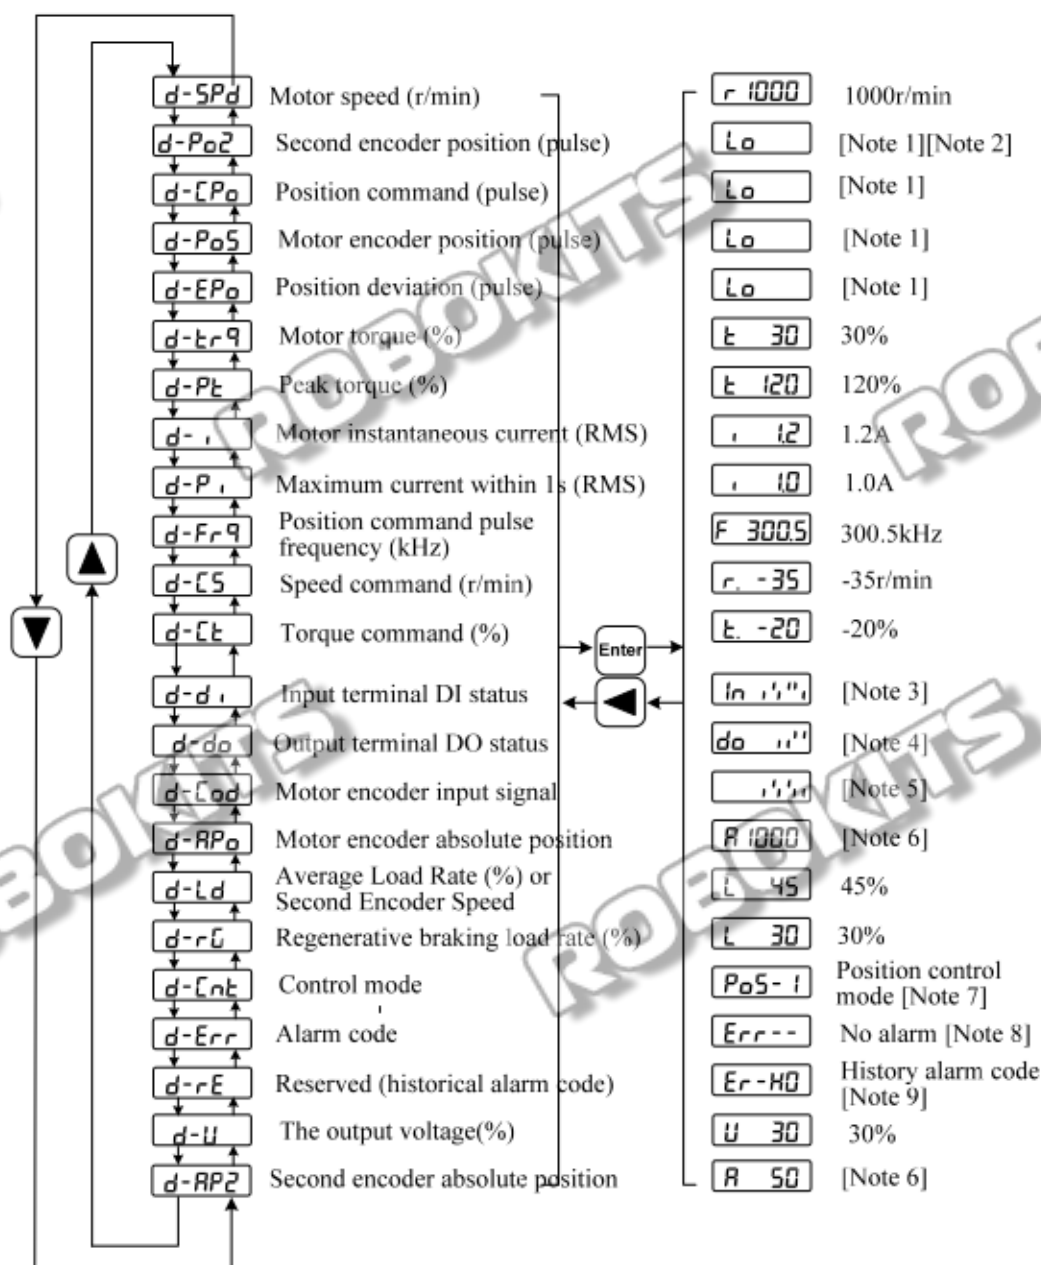 d-SPd Motor speed (r/min) r 1000 1000r/min
d-Po2 Second encoder position (pulse) Lo [Note 1][Note 2]
d-CPo Position command (pulse) Lo [Note 1]
d-PoS Motor encoder position (pulse) Lo [Note 1]
d-EPo Position deviation (pulse) Lo [Note 1]
d-trq Motor torque (%) t 30 30%
d-Pt Peak torque (%) t 120 120%
d-i Motor instantaneous current (RMS) i 1.2 1.2A
d-Pi Maximum current within 1s (RMS) i 1.0 1.0A
d-Frq Position command pulse
frequency (kHz) F 300.5 300.5kHz
d-CS Speed command (r/min) r. -35 -35r/min
d-Ct Torque command (%) t. -20 -20%
Enter
d-di Input terminal DI status In [Note 3]
d-do Output terminal DO status do [Note 4]
d-Cod Motor encoder input signal [Note 5]
d-APo Motor encoder absolute position A 1000 [Note 6]
d-Ld Average Load Rate (%) or
Second Encoder Speed L 45 45%
d-rG Regenerative braking load rate (%) L 30 30%
d-Cnt Control mode PoS-1 Position control
mode [Note 7]
d-Err Alarm code Err-- No alarm [Note 8]
d-rE Reserved (historical alarm code) Er-H0 History alarm code
[Note 9]
d-U The output voltage(%) U 30 30%
d-AP2 Second encoder absolute position A 50 [Note 6]
ROBOKITS
ROBOKITS